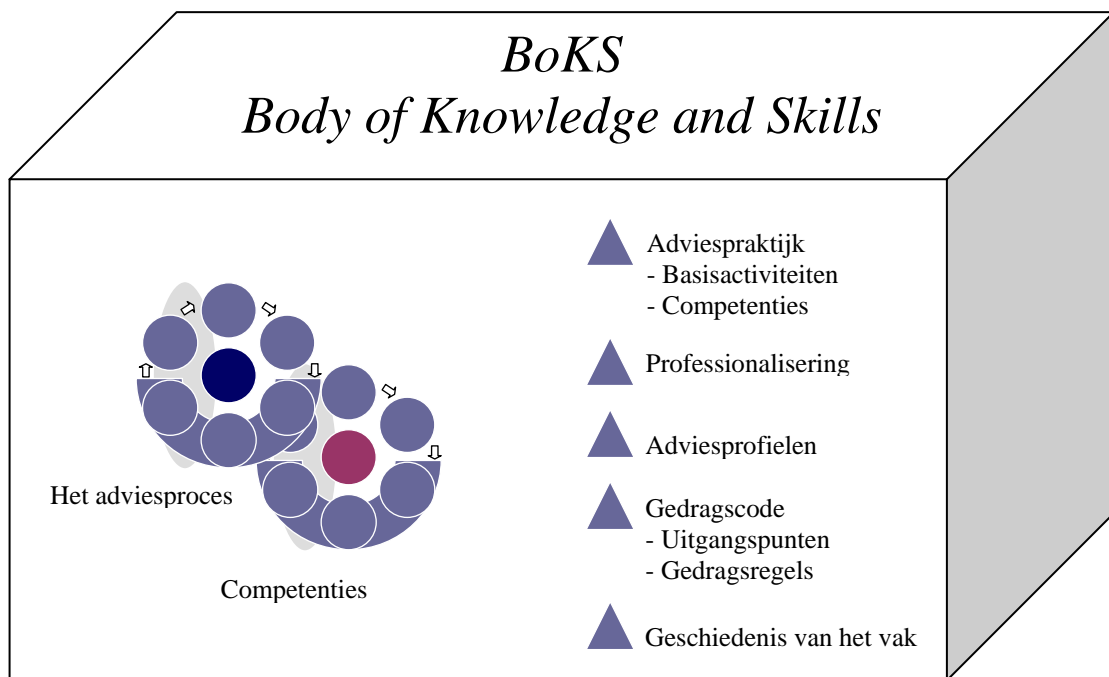 BoKS
Body of Knowledge and Skills
Het adviesproces
Competenties
Adviespraktijk
- Basisactiviteiten
- Competenties
Professionalisering
Adviesprofielen
Gedragscode
- Uitgangspunten
- Gedragsregels
Geschiedenis van het vak